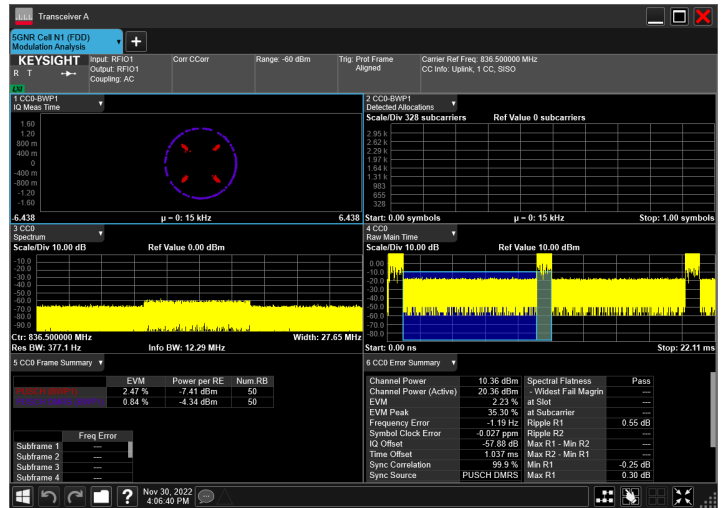 Transceiver A
5GNR Cell N1 (FDD)
Modulation Analysis
KEYSIGHT
R T
LXI
Input: RFIO1
Output: RFIO1
Coupling: AC
Corr CCorr
Range: -60 dBm
Trig: Prot Frame
Aligned
Carrier Ref Freq: 836.500000 MHz
CC Info: Uplink, 1 CC, SISO
1 CC0-BWP1
IQ Meas Time
1.60
1.20
800 m
400 m
0
-400 m
-800 m
-1.20
-1.60
-6.438 µ = 0: 15 kHz 6.438
2 CC0-BWP1
Detected Allocations
Scale/Div 328 subcarriers Ref Value 0 subcarriers
2.95 k
2.62 k
2.29 k
1.97 k
1.64 k
1.31 k
983
655
328
Start: 0.00 symbols µ = 0: 15 kHz Stop: 1.00 symbols
3 CC0
Spectrum
Scale/Div 10.00 dB Ref Value 0.00 dBm
-10.0
-20.0
-30.0
-40.0
-50.0
-60.0
-70.0
-80.0
-90.0
Ctr: 836.500000 MHz Width: 27.65 MHz
Res BW: 377.1 Hz Info BW: 12.29 MHz
4 CC0
Raw Main Time
Scale/Div 10.00 dB Ref Value 10.00 dBm
0.00
-10.0
-20.0
-30.0
-40.0
-50.0
-60.0
-70.0
-80.0
Start: 0.00 ns Stop: 22.11 ms
5 CC0 Frame Summary
EVM Power per RE Num.RB
PUSCH (BWP1) 2.47 % -7.41 dBm 50
0.84 % -4.34 dBm 50
Freq Error
Subframe 1 ---
Subframe 2 ---
Subframe 3 ---
Subframe 4 ---
6 CC0 Error Summary
Channel Power 10.36 dBm Spectral Flatness Pass
Channel Power (Active) 20.36 dBm - Widest Fail Magrin ---
EVM 2.23 % at Slot ---
EVM Peak 35.30 % at Subcarrier ---
Frequency Error -1.19 Hz Ripple R1 0.55 dB
Symbol Clock Error -0.027 ppm Ripple R2 ---
IQ Offset -57.88 dB Max R1 - Min R2 ---
Time Offset 1.037 ms Max R2 - Min R1 ---
Sync Correlation 99.9 % Min R1 -0.25 dB
Sync Source PUSCH DMRS Max R1 0.30 dB
Nov 30, 2022
4:06:40 PM